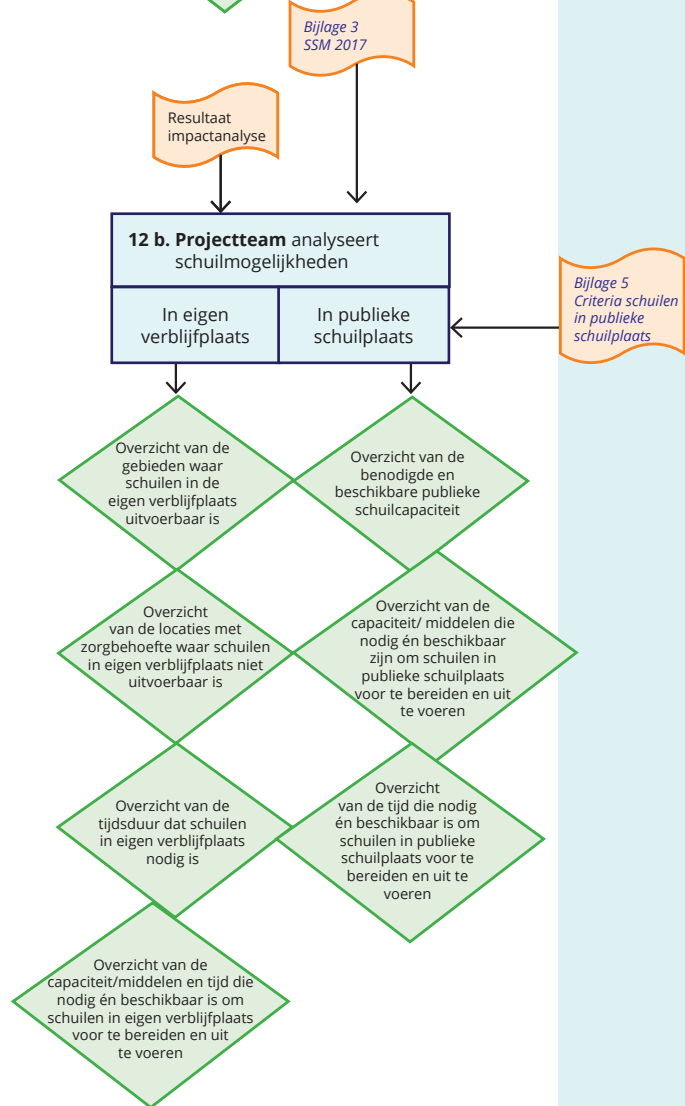 Bijlage 3
SSM 2017
Resultaat
impactanalyse
12 b. Projectteam analyseert
schuilmogelijkheden
In eigen
verblijfplaats
In publieke
schuilplaats
Bijlage 5
Criteria schuilen
in publieke
schuilplaats
Overzicht van de
gebieden waar
schuilen in de
eigen verblijfplaats
uitvoerbaar is
Overzicht van de
benodigde en
beschikbare publieke
schuilcapaciteit
Overzicht
van de locaties met
zorgbehoefte waar schuilen
in eigen verblijfplaats niet
uitvoerbaar is
Overzicht van de
capaciteit/ middelen die
nodig én beschikbaar
zijn om schuilen in
publieke schuilplaats
voor te bereiden en uit
te voeren
Overzicht van de
tijdsduur dat schuilen
in eigen verblijfplaats
nodig is
Overzicht
van de tijd die nodig
én beschikbaar is om
schuilen in publieke
schuilplaats voor te
bereiden en uit te
voeren
Overzicht van de
capaciteit/middelen en tijd die
nodig én beschikbaar is om
schuilen in eigen verblijfplaats
voor te bereiden en uit
te voeren